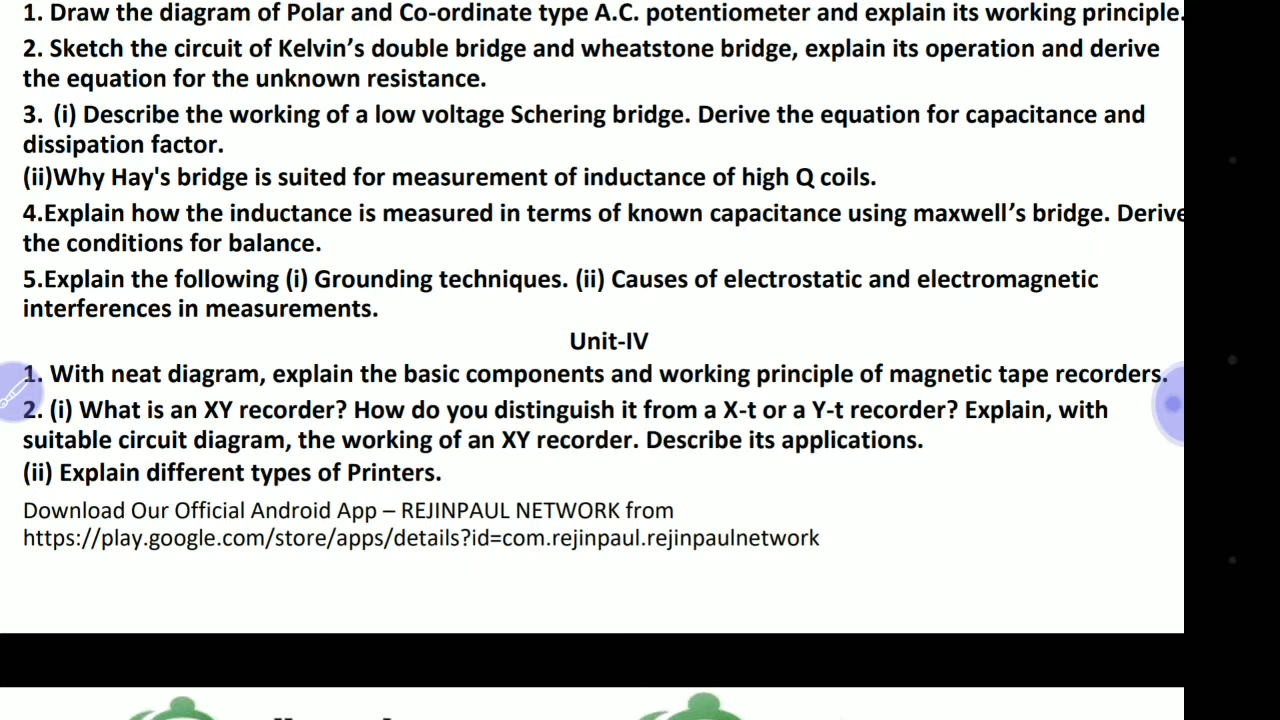 1. Draw the diagram of Polar and Co-ordinate type A.C. potentiometer and explain its working principle.
2. Sketch the circuit of Kelvin’s double bridge and wheatstone bridge, explain its operation and derive
the equation for the unknown resistance.
3. (i) Describe the working of a low voltage Schering bridge. Derive the equation for capacitance and
dissipation factor.
(ii)Why Hay's bridge is suited for measurement of inductance of high Q coils.
4.Explain how the inductance is measured in terms of known capacitance using maxwell’s bridge. Derive
the conditions for balance.
5.Explain the following (i) Grounding techniques. (ii) Causes of electrostatic and electromagnetic
interferences in measurements.
Unit-IV
1. With neat diagram, explain the basic components and working principle of magnetic tape recorders.
2. (i) What is an XY recorder? How do you distinguish it from a X-t or a Y-t recorder? Explain, with
suitable circuit diagram, the working of an XY recorder. Describe its applications.
(ii) Explain different types of Printers.
Download Our Official Android App – REJINPAUL NETWORK from
https://play.google.com/store/apps/details?id=com.rejinpaul.rejinpaulnetwork